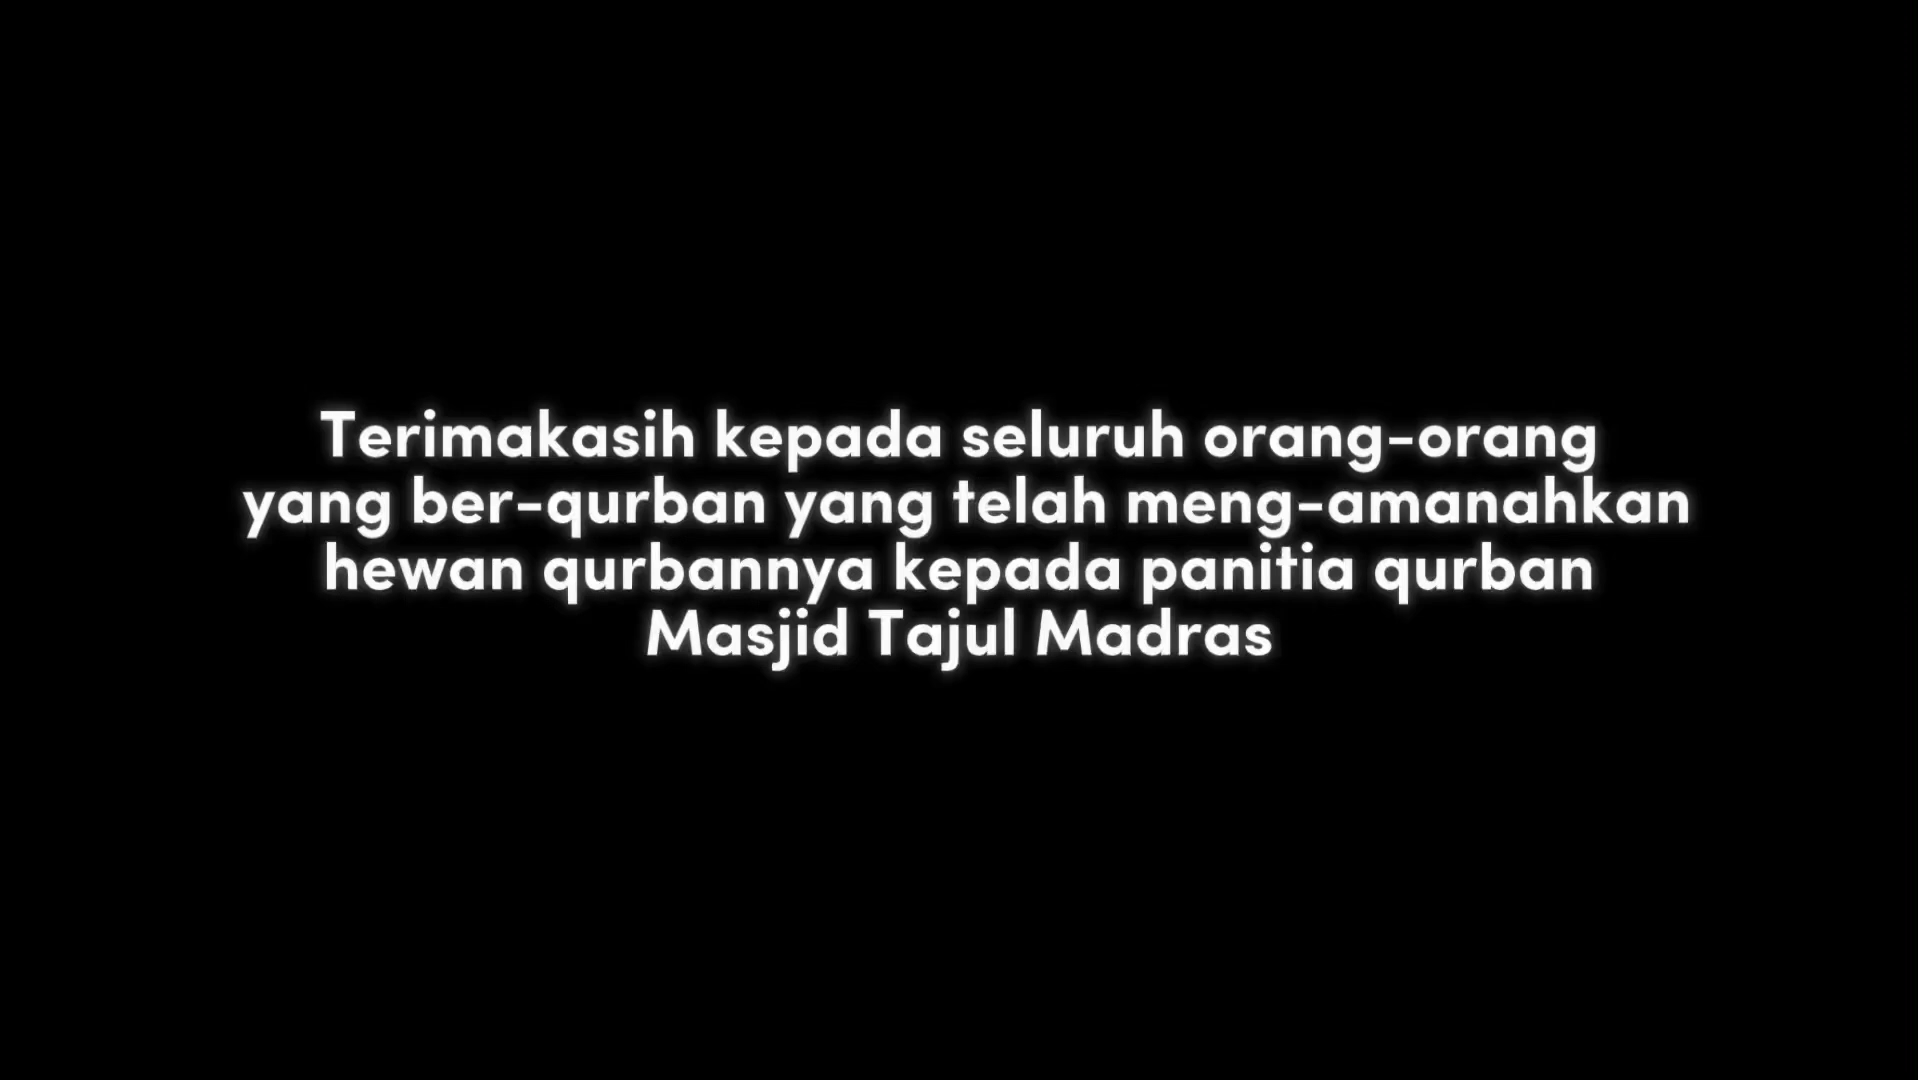 Terimakasih kepada seluruh orang-orang
yang ber-qurban yang telah meng-amanahkan
hewan qurbannya kepada panitia qurban
Masjid Tajul Madras